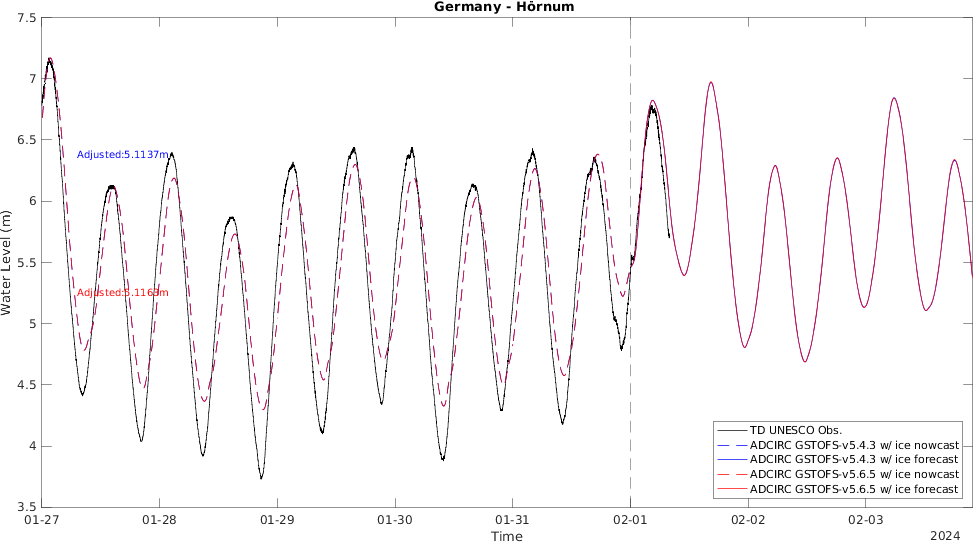 Germany - Hörnum
7.5
7
6.5
6
5.5
5
4.5
4
3.5
Water Level (m)
Adjusted:5.1137m
Adjusted:5.1163m
TD UNESCO Obs.
ADCIRC GSTOFS-v5.4.3 w/ ice nowcast
ADCIRC GSTOFS-v5.4.3 w/ ice forecast
ADCIRC GSTOFS-v5.6.5 w/ ice nowcast
ADCIRC GSTOFS-v5.6.5 w/ ice forecast
01-27 01-28 01-29 01-30 01-31 02-01 02-02 02-03
Time
2024